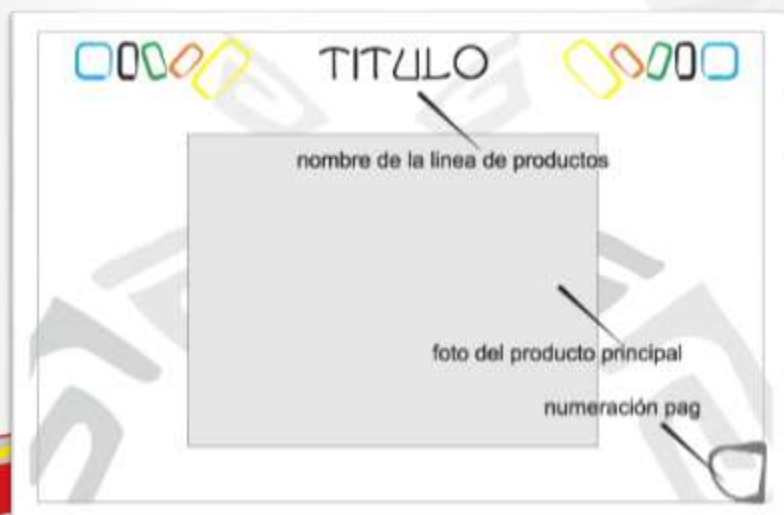 TITULO
nombre de la linea de productos
foto del producto principal
numeración pag